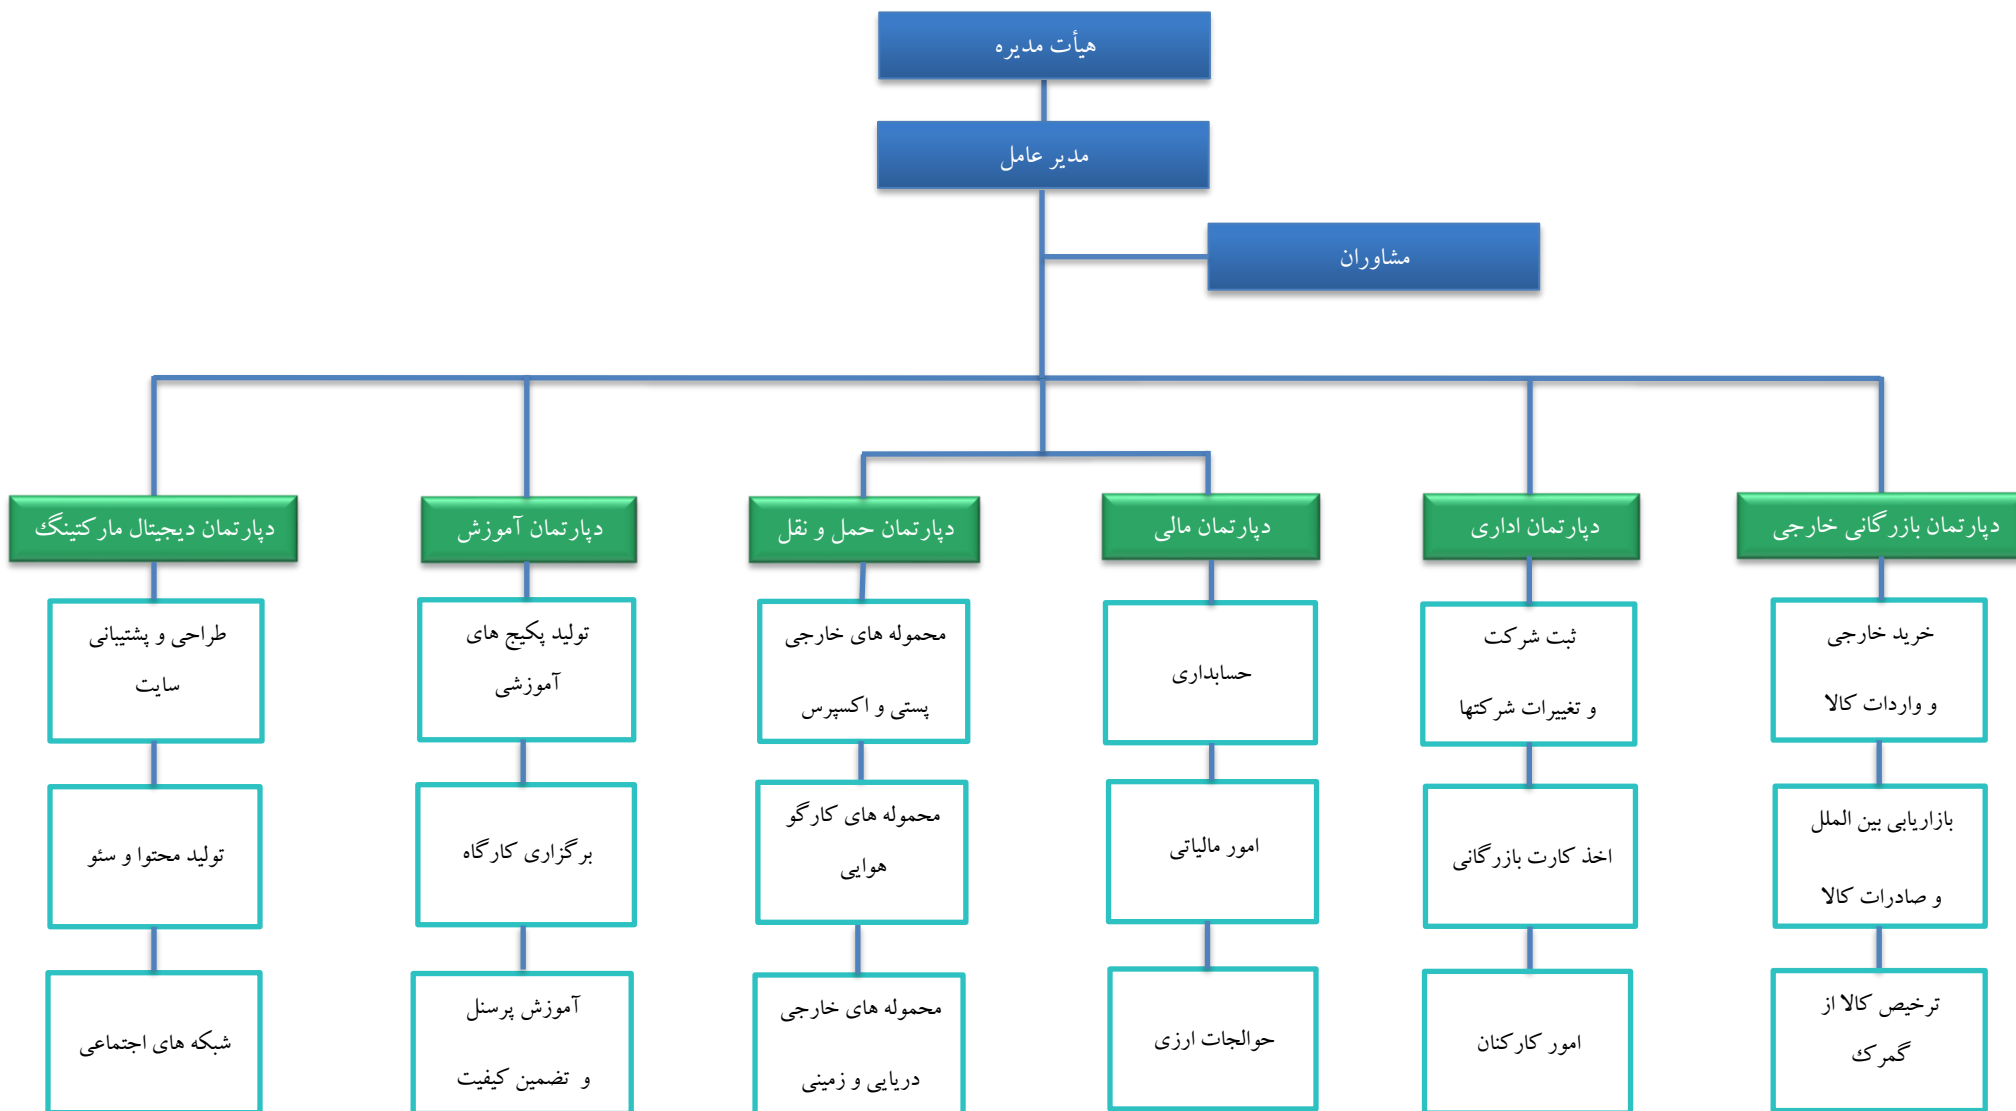 هیأت مدیره
مدیر عامل
مشاوران
دپارتمان بازرگانی خارجی
دپارتمان اداری
دپارتمان مالی
دپارتمان حمل و نقل
دپارتمان آموزش
دپارتمان دیجیتال مارکتینگ
خرید خارجی
و واردات کالا
ثبت شرکت
و تغییرات شرکتها
حسابداری
محموله های خارجی
پستی و اکسپرس
تولید پکیج های
آموزشی
طراحی و پشتیبانی
سایت
بازاریابی بین الملل
و صادرات کالا
اخذ کارت بازرگانی
امور مالیاتی
محموله های کارگو
هوایی
برگزاری کارگاه
تولید محتوا و سئو
ترخیص کالا از
گمرک
امور کارکنان
حوالجات ارزی
محموله های خارجی
دریایی و زمینی
آموزش پرسنل
و تضمین کیفیت
شبکه های اجتماعی